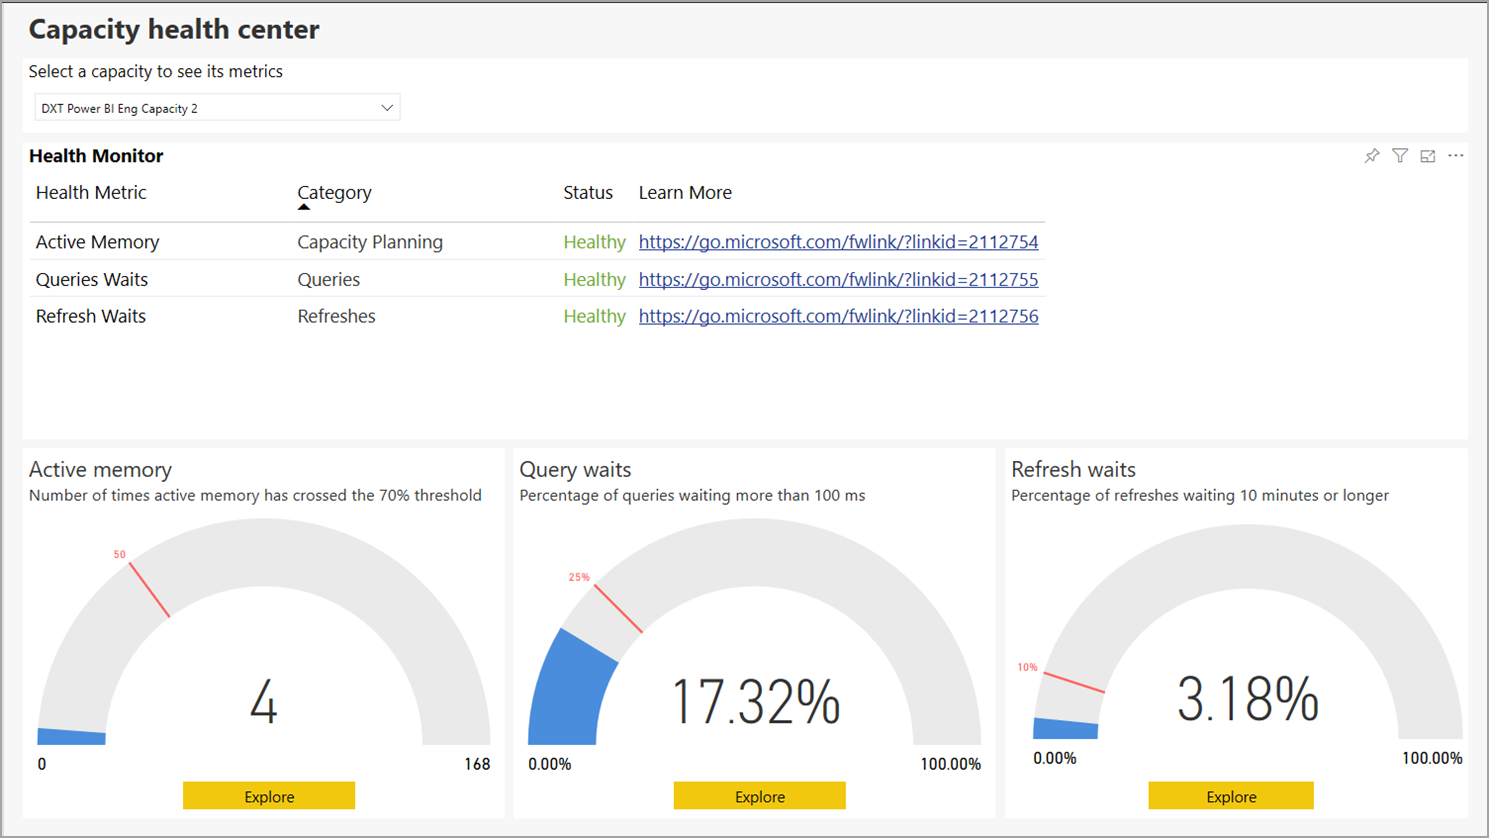 Capacity health center
Select a capacity to see its metrics
DXT Power BI Eng Capacity 2
Health Monitor
Health Metric Category Status Learn More
Active Memory Capacity Planning Healthy https://go.microsoft.com/fwlink/?linkid=2112754
Queries Waits Queries Healthy https://go.microsoft.com/fwlink/?linkid=2112755
Refresh Waits Refreshes Healthy https://go.microsoft.com/fwlink/?linkid=2112756
Active memory
Number of times active memory has crossed the 70% threshold
50
4
0 168
Explore
Query waits
Percentage of queries waiting more than 100 ms
25%
17.32%
0.00% 100.00%
Explore
Refresh waits
Percentage of refreshes waiting 10 minutes or longer
10%
3.18%
0.00% 100.00%
Explore